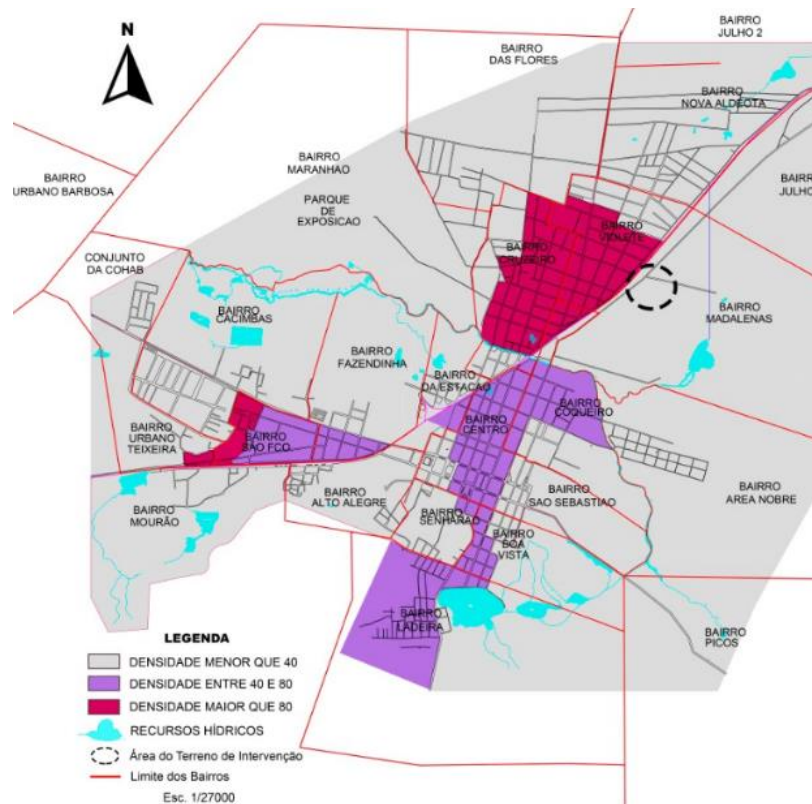 BAIRRO
JULHO 2
N
BAIRRO
DAS FLORES
BAIRRO
NOVA ALDEOTA
BAIRRO
MARANHAO
BAIRRO
URBANO BARBOSA
BAIRR
JULHO
PARQUE
DE
EXPOSICAO
BAIRRO
VIOLETE
BAIRRO
CRUZEIRO
CONJUNTO
DA COHAB
BAIRRO
CACIMBAS
BAIRRO
MADALENAS
BAIRRO
FAZENDINHA
BAIRRO
DA ESTACAO
BAIRRO
COQUEIRO
BAIRRO
CENTRO
BAIRRO
URBANO
TEIXEIRA
BAIRRO
SAO FCO.
BAIRRO
ALTO ALEGRE
BAIRRO
SAO SEBASTIAO
BAIRRO
AREA NOBRE
BAIRRO
MOURÃO
BAIRRO
SENHARAO
BAIRRO
BOA
VISTA
BAIRRO
LADEIRA
BAIRRO
PICOS
LEGENDA
DENSIDADE MENOR QUE 40
DENSIDADE ENTRE 40 E 80
DENSIDADE MAIOR QUE 80
RECURSOS HÍDRICOS
Área do Terreno de Intervenção
Limite dos Bairros
Esc. 1/27000